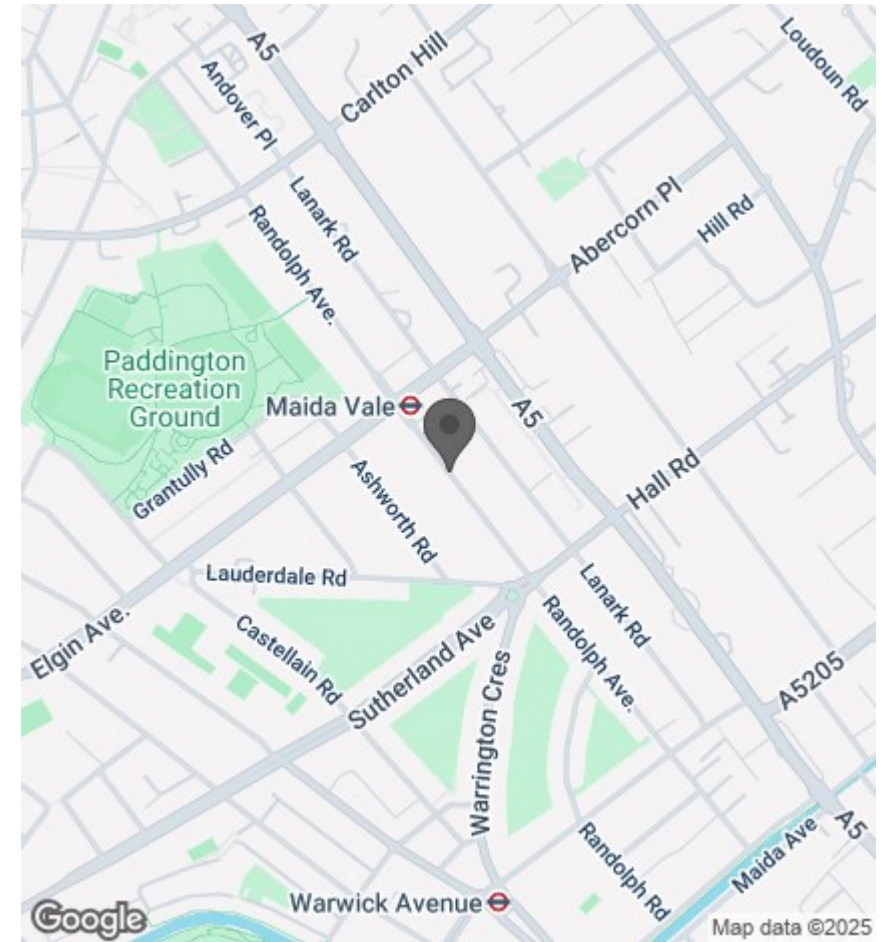 A5
Loudoun Rd
Carlton Hill
Andover Pl
Lanark Rd
Abercorn Pl
Hill Rd
Randolph Ave.
Paddington
Recreation
Ground
Maida Vale
A5
Grantully Rd
Ashworth Rd
Hall Rd
Lauderdale Rd
Elgin Ave.
Castellain Rd
Sutherland Ave
Lanark Rd
Randolph Ave.
Warrington Cres
A5205
A5
Maida Ave
Randolph Rd
Warwick Avenue
Google
Map data ©2025